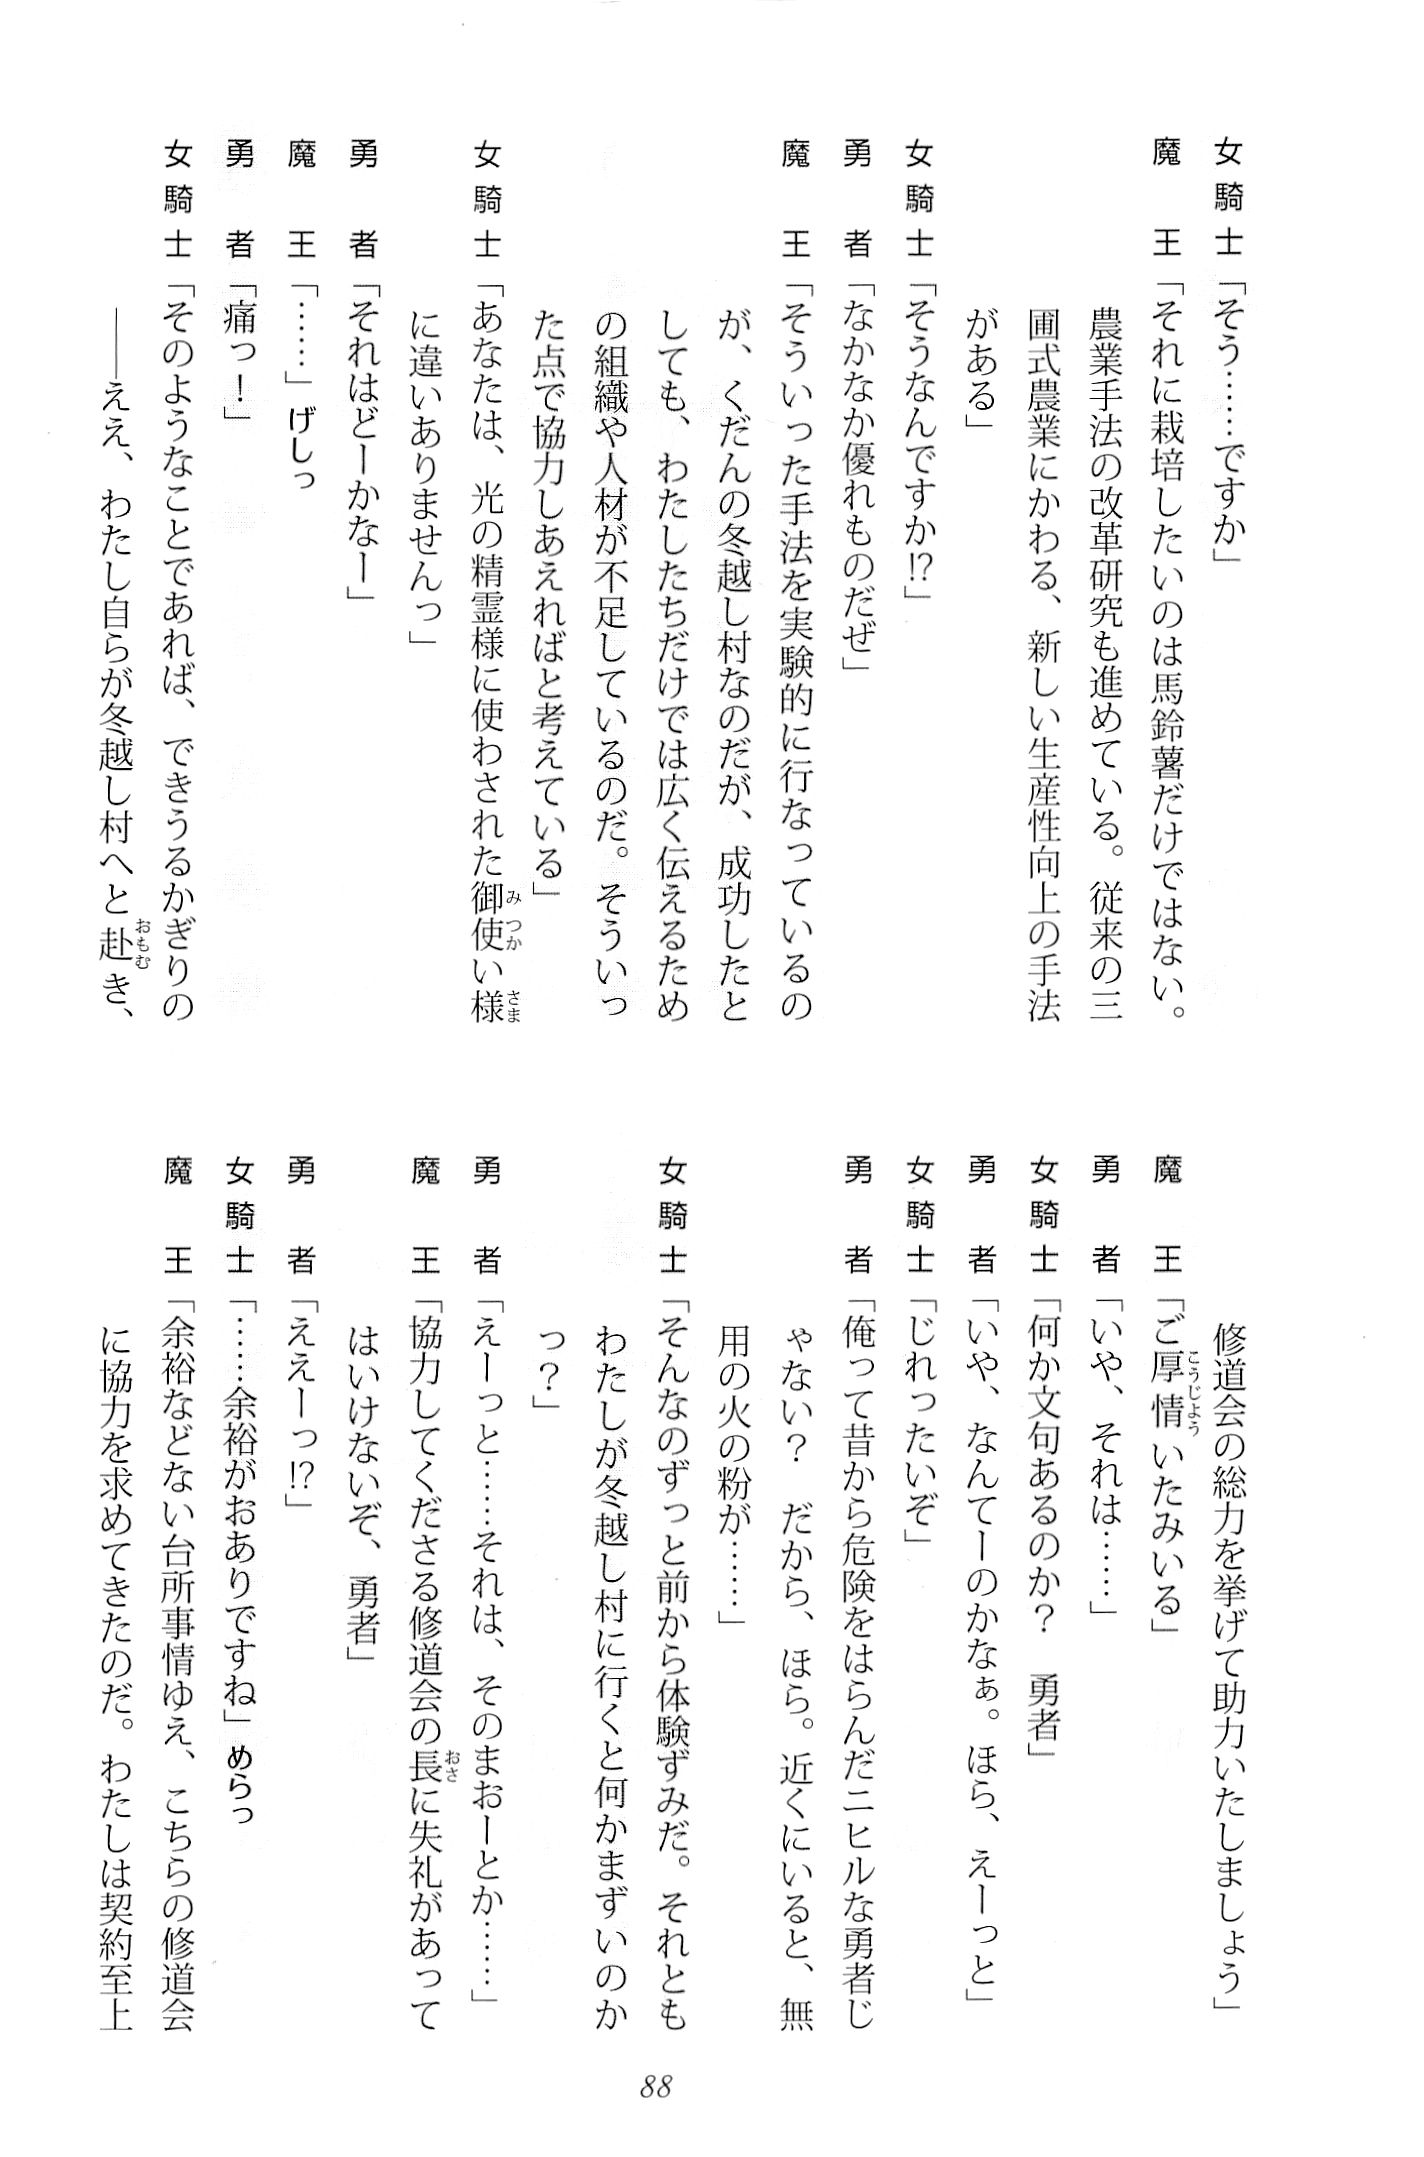 女騎士「そう……ですか」
魔　王「それに栽培したいのは馬鈴薯だけではない。
農業手法の改革研究も進めている。従来の三
圃式農業にかわる、新しい生産性向上の手法
がある」
女騎士「そうなんですか!?」
勇　者「なかなか優れものだぜ」
魔　王「そういった手法を実験的に行なっているの
が、くだんの冬越し村なのだが、成功したと
しても、わたしたちだけでは広く伝えるため
の組織や人材が不足しているのだ。そういっ
た点で協力しあえればと考えている」
女騎士「あなたは、光の精霊様に使わされた御使い様
に違いありませんっ」
勇　者「それはどーかなー」
魔　王「……」げしっ
勇　者「痛っ！」
女騎士「そのようなことであれば、できうるかぎりの
――ええ、わたし自らが冬越し村へと赴き、
修道会の総力を挙げて助力いたしましょう」
魔　王「ご厚情いたみいる」
勇　者「いや、それは……」
女騎士「何か文句あるのか？　勇者」
勇　者「いや、なんてーのかなぁ。ほら、えーっと」
女騎士「じれったいぞ」
勇　者「俺って昔から危険をはらんだニヒルな勇者じ
ゃない？　だから、ほら。近くにいると、無
用の火の粉が……」
女騎士「そんなのずっと前から体験ずみだ。それとも
わたしが冬越し村に行くと何かまずいのか
っ？」
勇　者「えーっと……それは、そのまおーとか……」
魔　王「協力してくださる修道会の長に失礼があって
はいけないぞ、勇者」
勇　者「ええーっ!?」
女騎士「……余裕がおありですね」めらっ
魔　王「余裕などない台所事情ゆえ、こちらの修道会
に協力を求めてきたのだ。わたしは契約至上
88